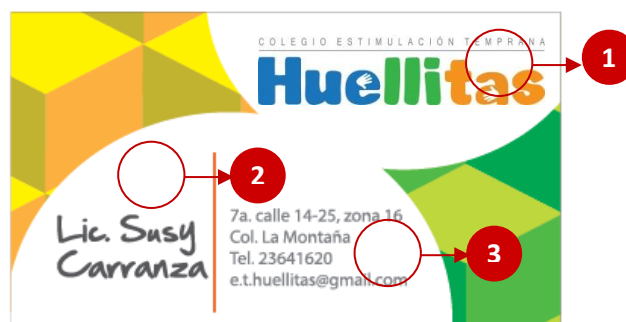 COLEGIO ESTIMULACIÓN TEMPRANA
Huellitas
1
2
Lic. Susy
Carranza
7a. calle 14-25, zona 16
Col. La Montaña
Tel. 23641620
e.t.huellitas@gmail.com
3